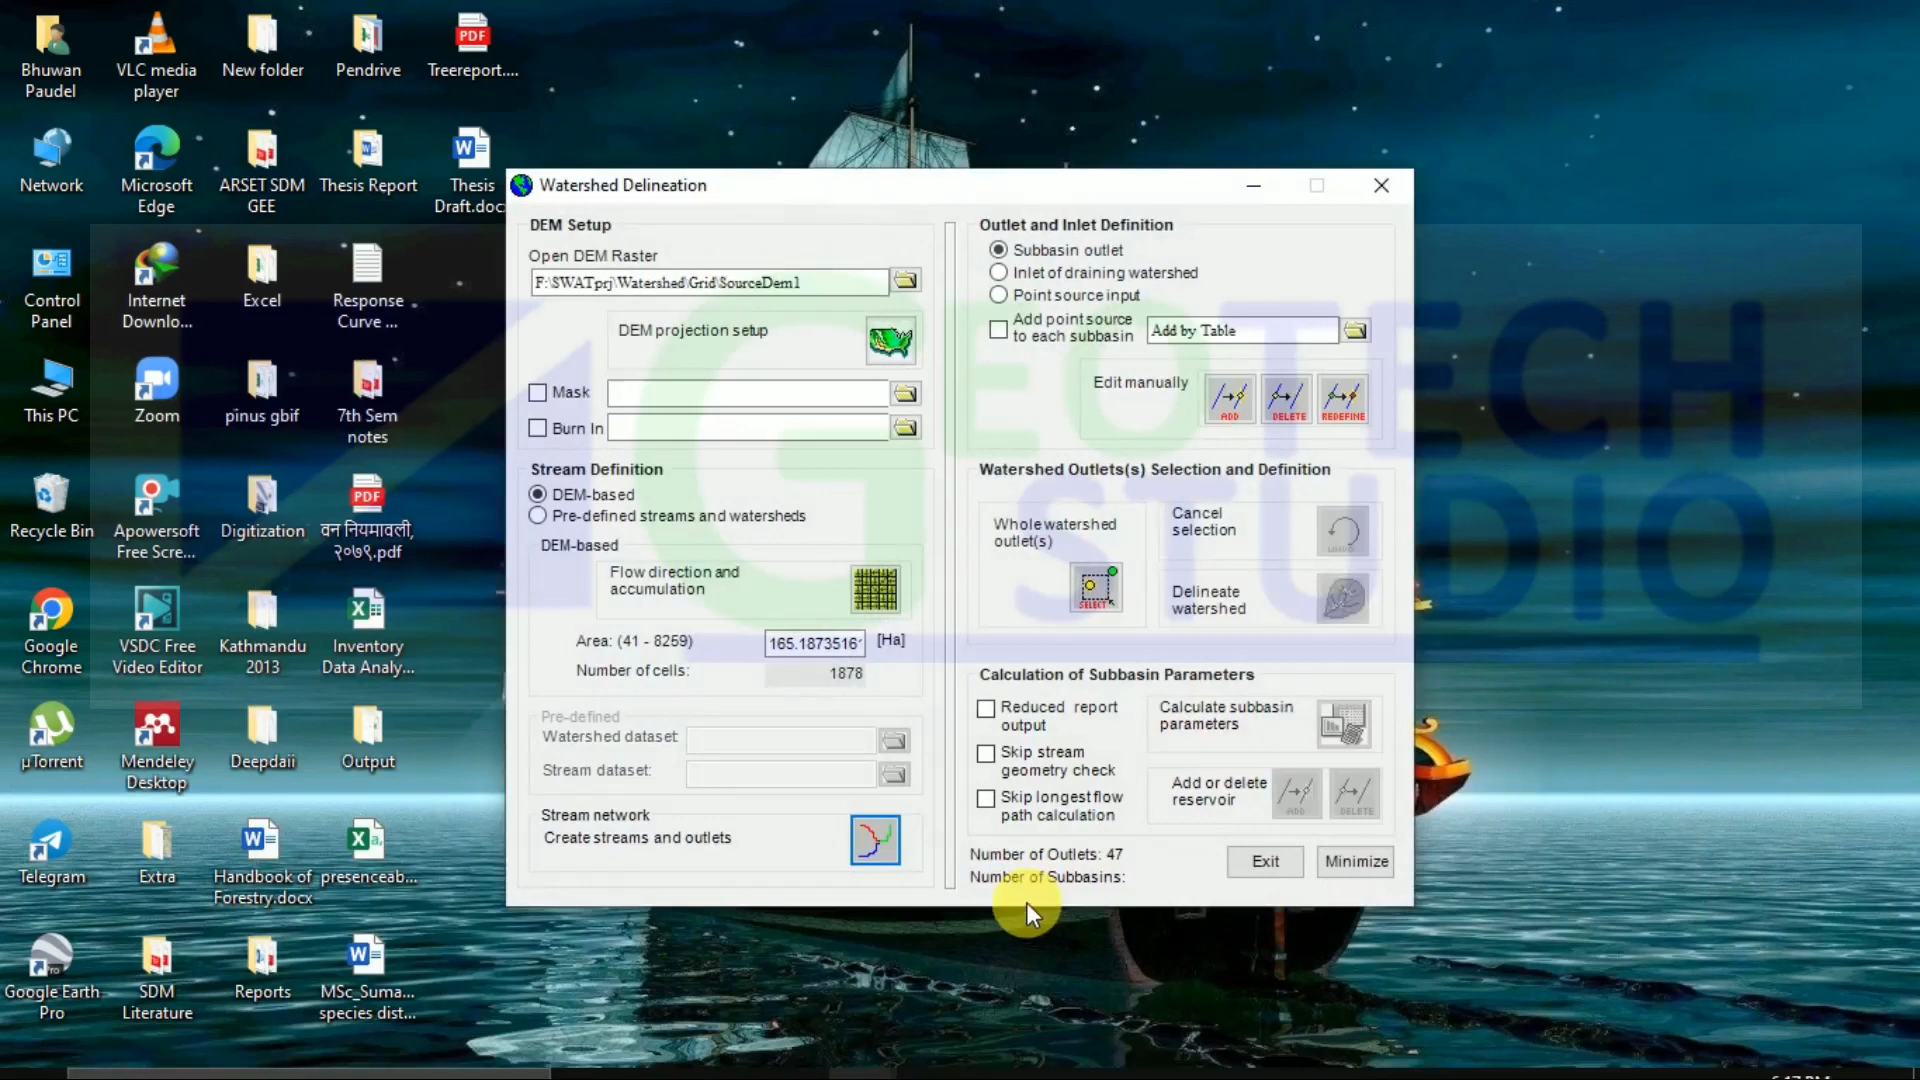 Bhuwan
Paudel
VLC media
player
New folder
Pendrive
Treereport....
Network
Microsoft
Edge
ARSET SDM
GEE
Thesis Report
Thesis
Draft.docx
Control
Panel
Internet
Downlo...
Excel
Response
Curve ...
This PC
Zoom
pinus gbif
7th Sem
notes
Recycle Bin
Apowersoft
Free Scre...
Digitization
वन नियमावली,
२०७९.pdf
Google
Chrome
VSDC Free
Video Editor
Kathmandu
2013
Inventory
Data Analy...
µTorrent
Mendeley
Desktop
Deepdaii
Output
Telegram
Extra
Handbook of
Forestry.docx
presenceab...
Google Earth
Pro
SDM
Literature
Reports
MSc_Suma...
species dist...
Watershed Delineation
DEM Setup
Open DEM Raster
F:\SWATprj\Watershed\Grid\SourceDem1
DEM projection setup
Mask
Burn In
Stream Definition
DEM-based
Pre-defined streams and watersheds
DEM-based
Flow direction and
accumulation
Area: (41 - 8259)
165.1873516
[Ha]
Number of cells:
1878
Pre-defined
Watershed dataset:
Stream dataset:
Stream network
Create streams and outlets
Outlet and Inlet Definition
Subbasin outlet
Inlet of draining watershed
Point source input
Add point source
to each subbasin
Add by Table
Edit manually
ADD
DELETE
REDEFINE
Watershed Outlets(s) Selection and Definition
Whole watershed
outlet(s)
SELECT
Cancel
selection
UNDO
Delineate
watershed
Calculation of Subbasin Parameters
Reduced report
output
Skip stream
geometry check
Skip longest flow
path calculation
Calculate subbasin
parameters
Add or delete
reservoir
ADD
DELETE
Number of Outlets: 47
Number of Subbasins:
Exit
Minimize
GEOTECH
STUDIO